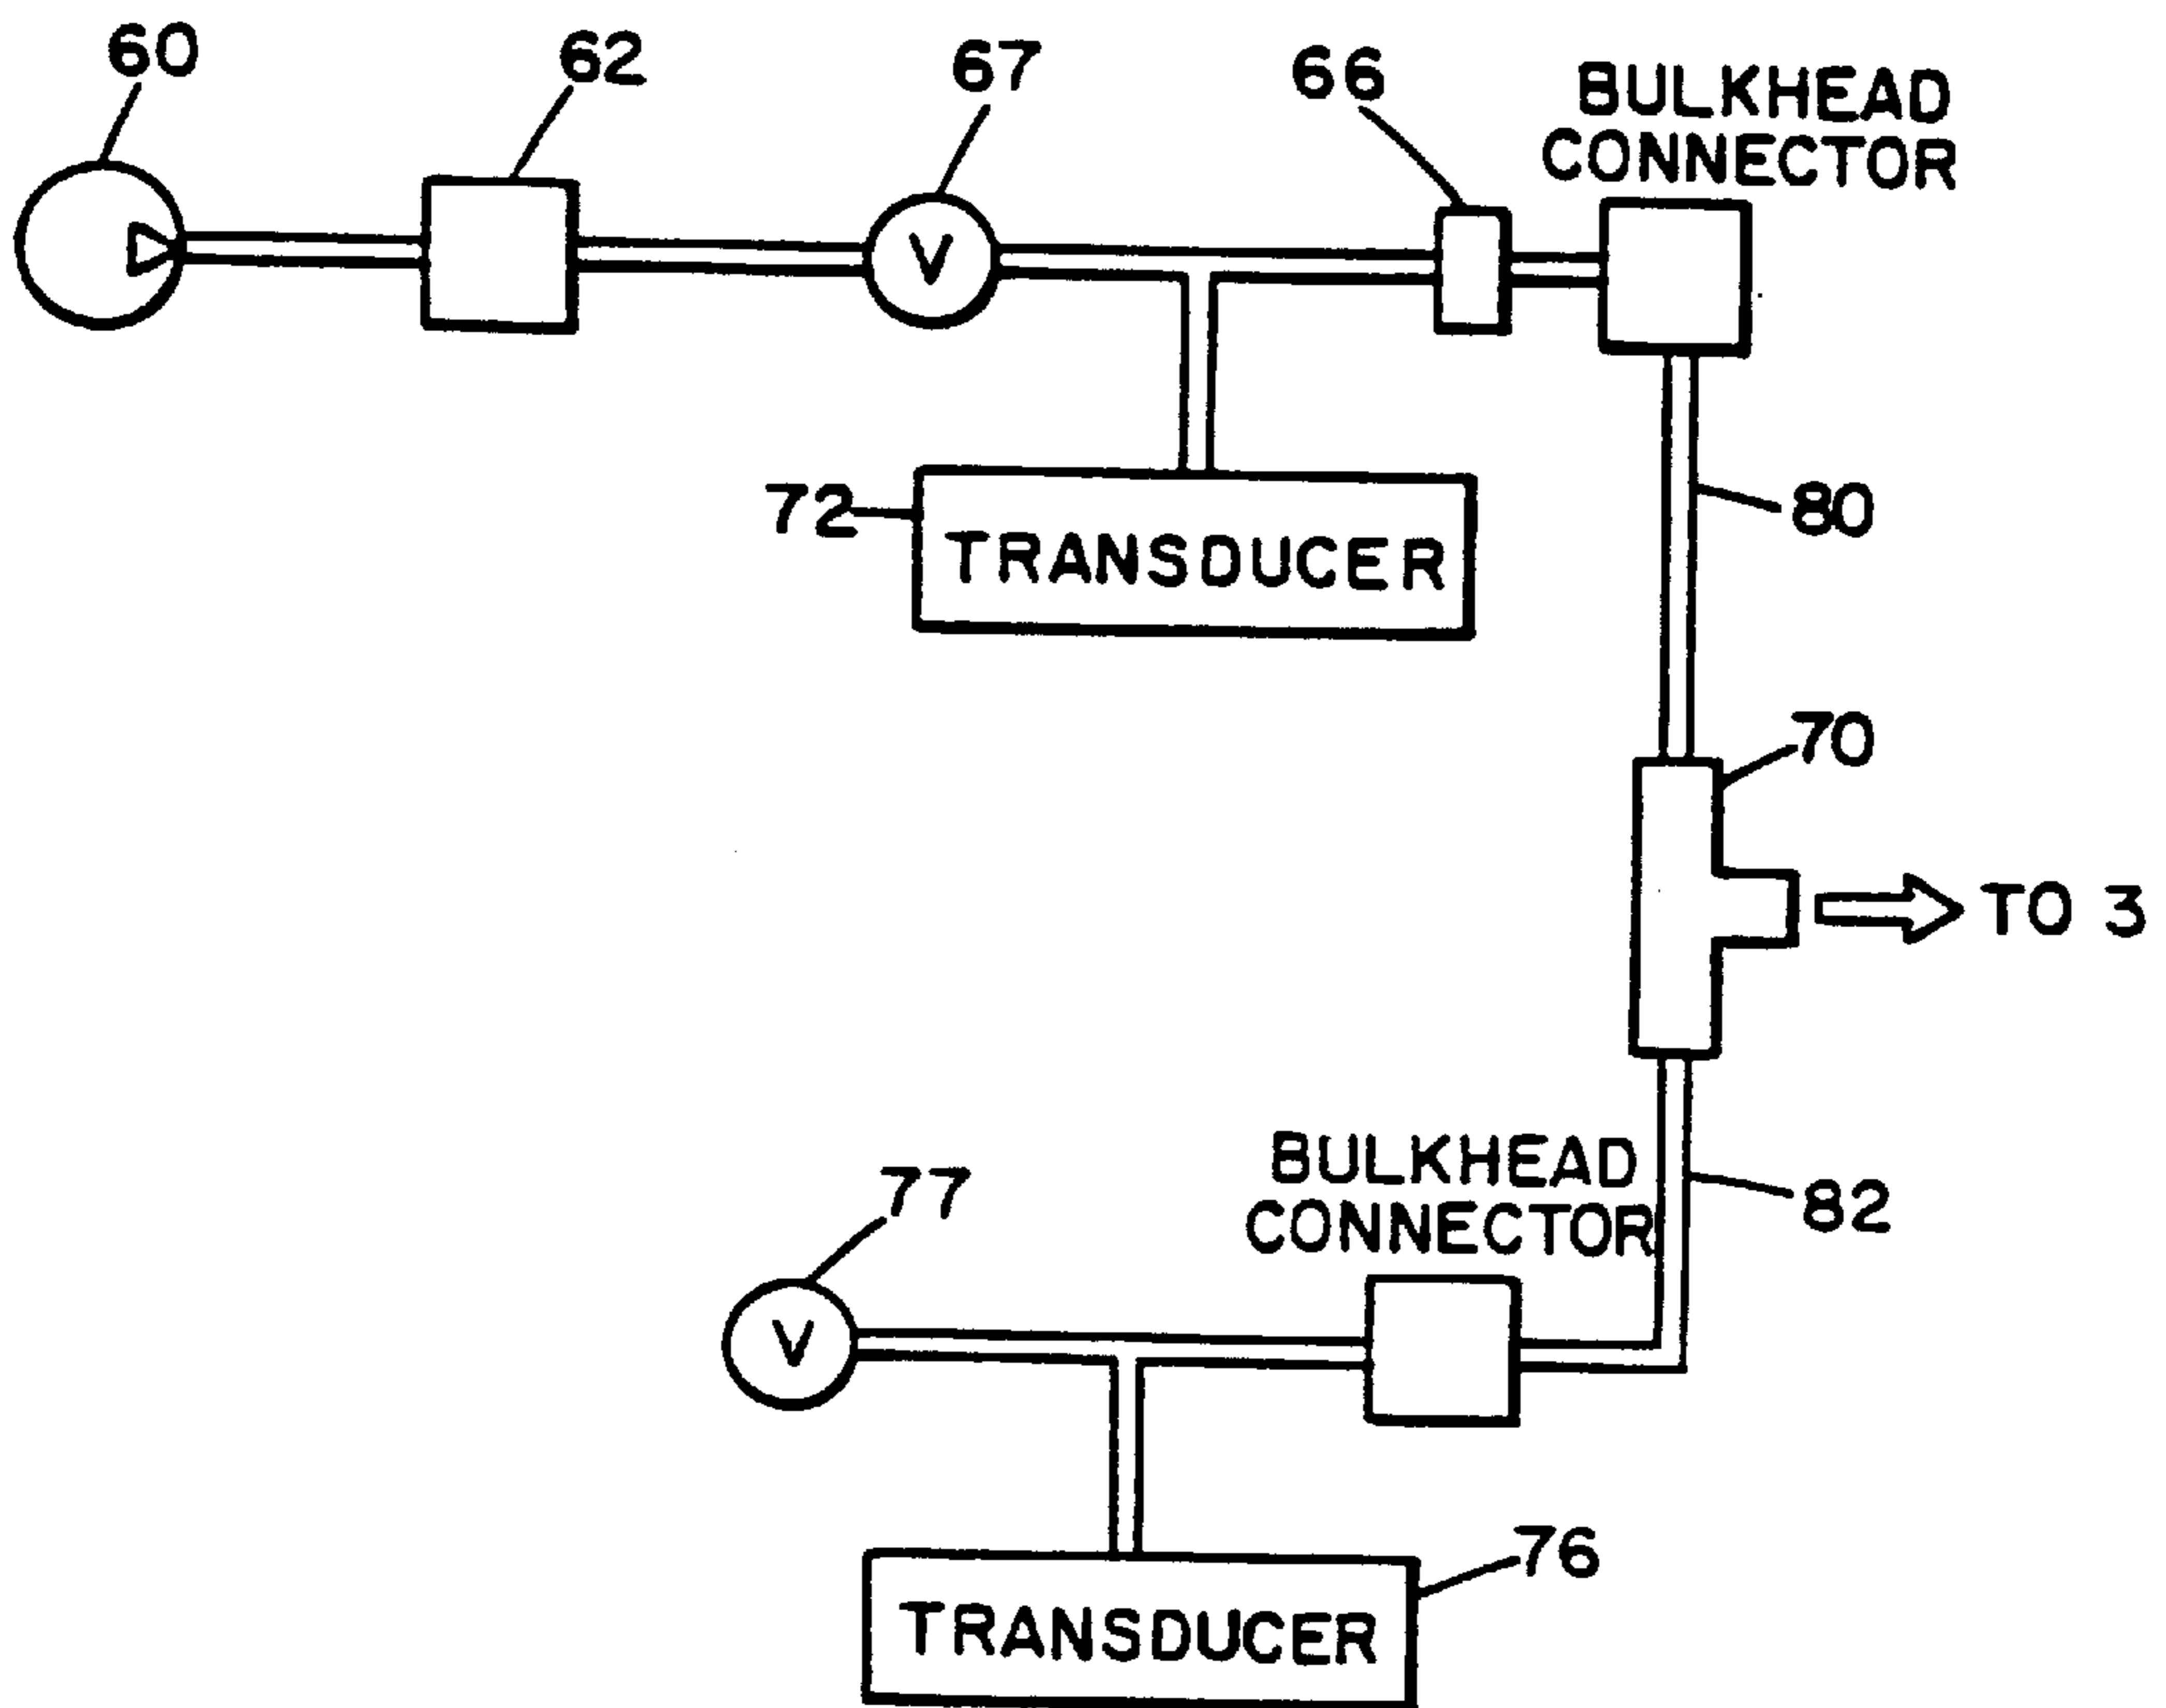 60
62
67
66
BULKHEAD
CONNECTOR
V
72
TRANSDUCER
80
70
TO 3
BULKHEAD
CONNECTOR
82
77
V
76
TRANSDUCER